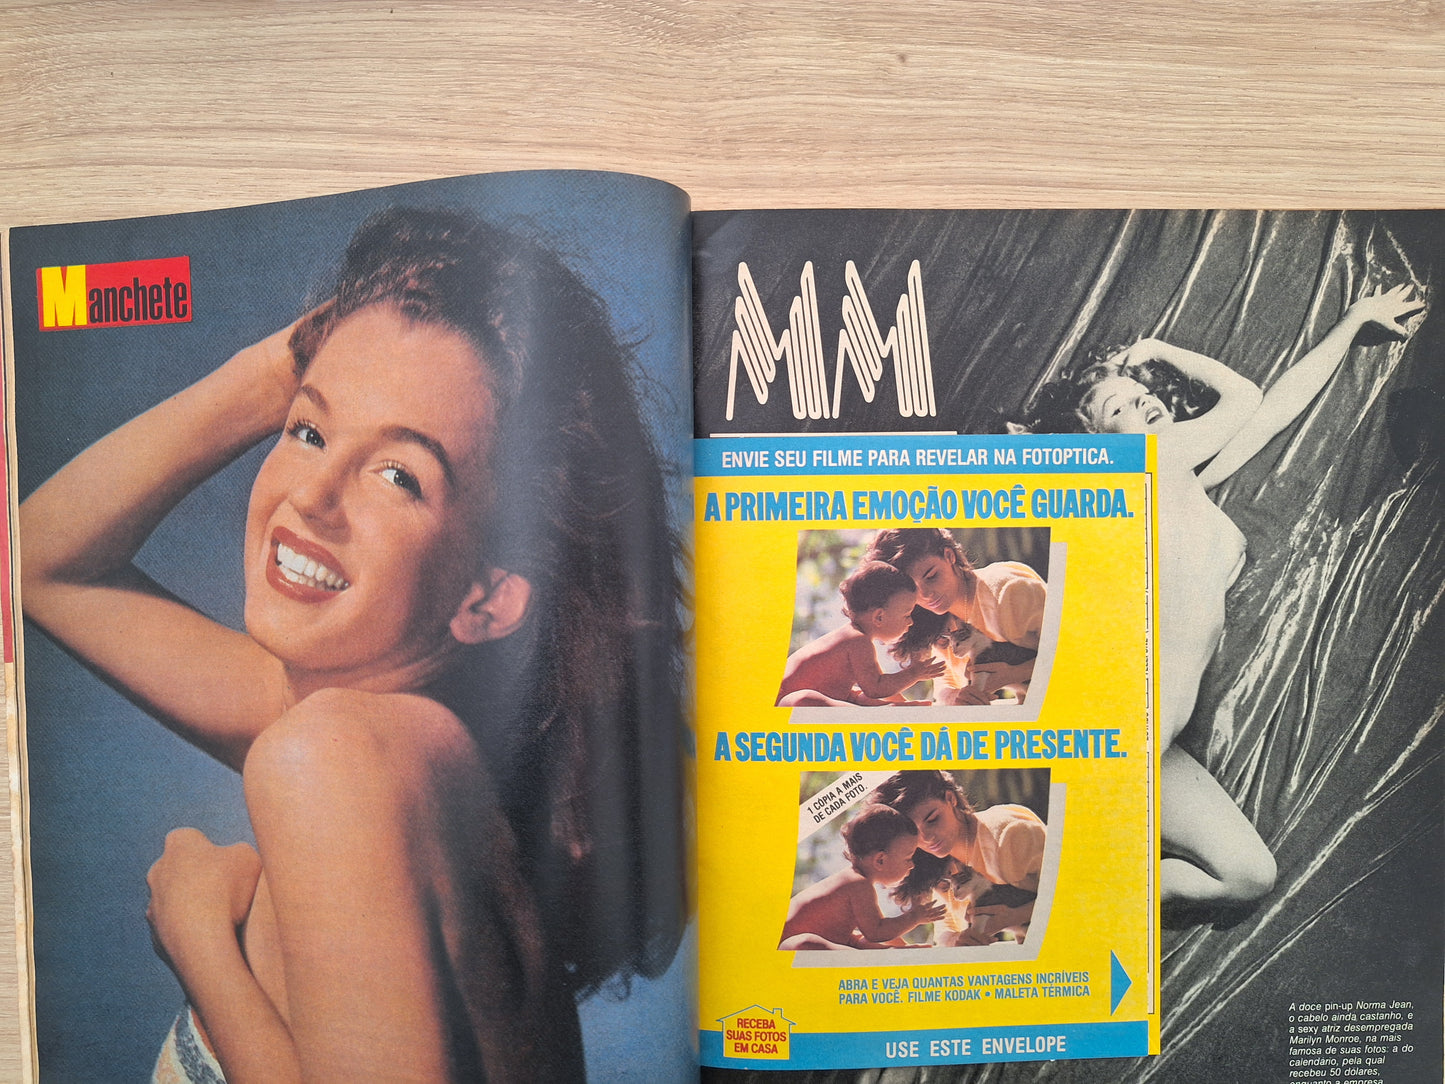 Manchete
MM
ENVIE SEU FILME PARA REVELAR NA FOTOPTICA.
A PRIMEIRA EMOÇÃO VOCÊ GUARDA.
A SEGUNDA VOCÊ DÁ DE PRESENTE.
1 CÓPIA A MAIS
DE CADA FOTO.
ABRA E VEJA QUANTAS VANTAGENS INCRÍVEIS
PARA VOCÊ. FILME KODAK • MALETA TÉRMICA
RECEBA
SUAS FOTOS
EM CASA
USE ESTE ENVELOPE
A doce pin-up Norma Jean,
o cabelo ainda castanho, e
a sexy atriz desempregada
Marilyn Monroe, na mais
famosa de suas fotos: a do
calendário, pela qual
recebeu 50 dólares,
enquanto a empresa